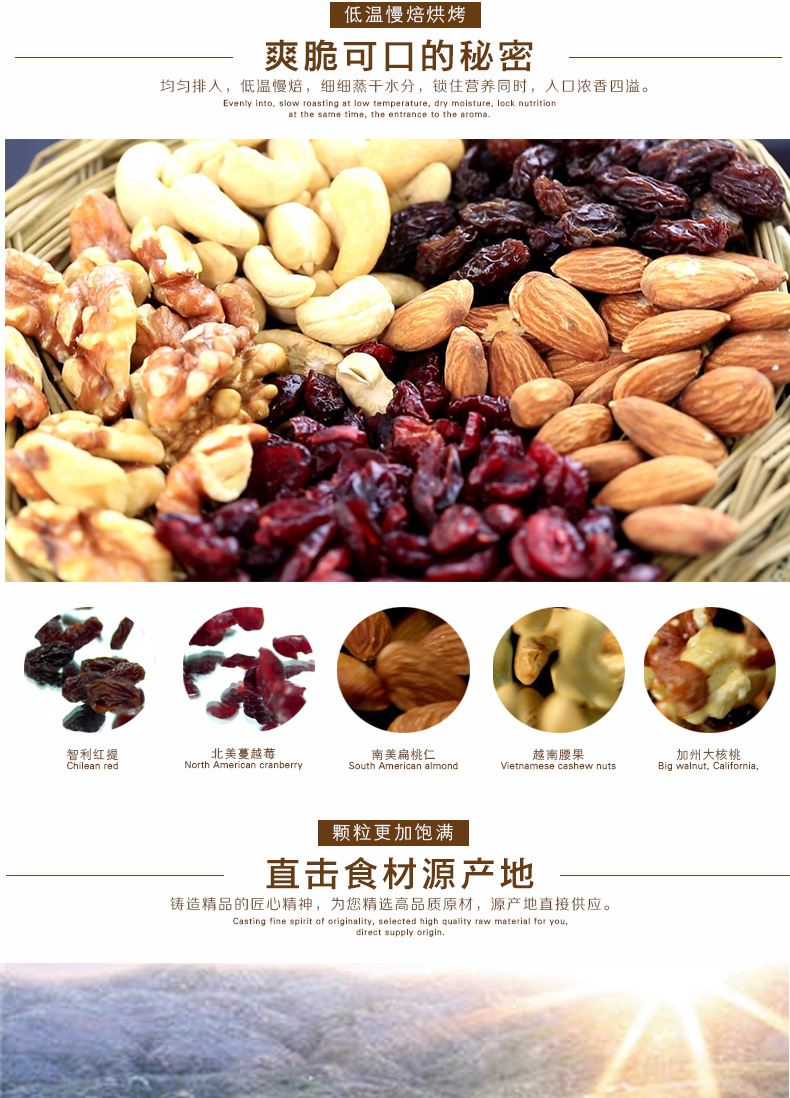 低温慢焙烘烤
爽脆可口的秘密
均匀排入，低温慢焙，细细蒸干水分，锁住营养同时，入口浓香四溢。
Evenly into, slow roasting at low temperature, dry moisture, lock nutrition
at the same time, the entrance to the aroma.
智利红提
Chilean red
北美蔓越莓
North American cranberry
南美扁桃仁
South American almond
越南腰果
Vietnamese cashew nuts
加州大核桃
Big walnut, California,
颗粒更加饱满
直击食材源产地
铸造精品的匠心精神，为您精选高品质原材，源产地直接供应。
Casting fine spirit of originality, selected high quality raw material for you,
direct supply origin.